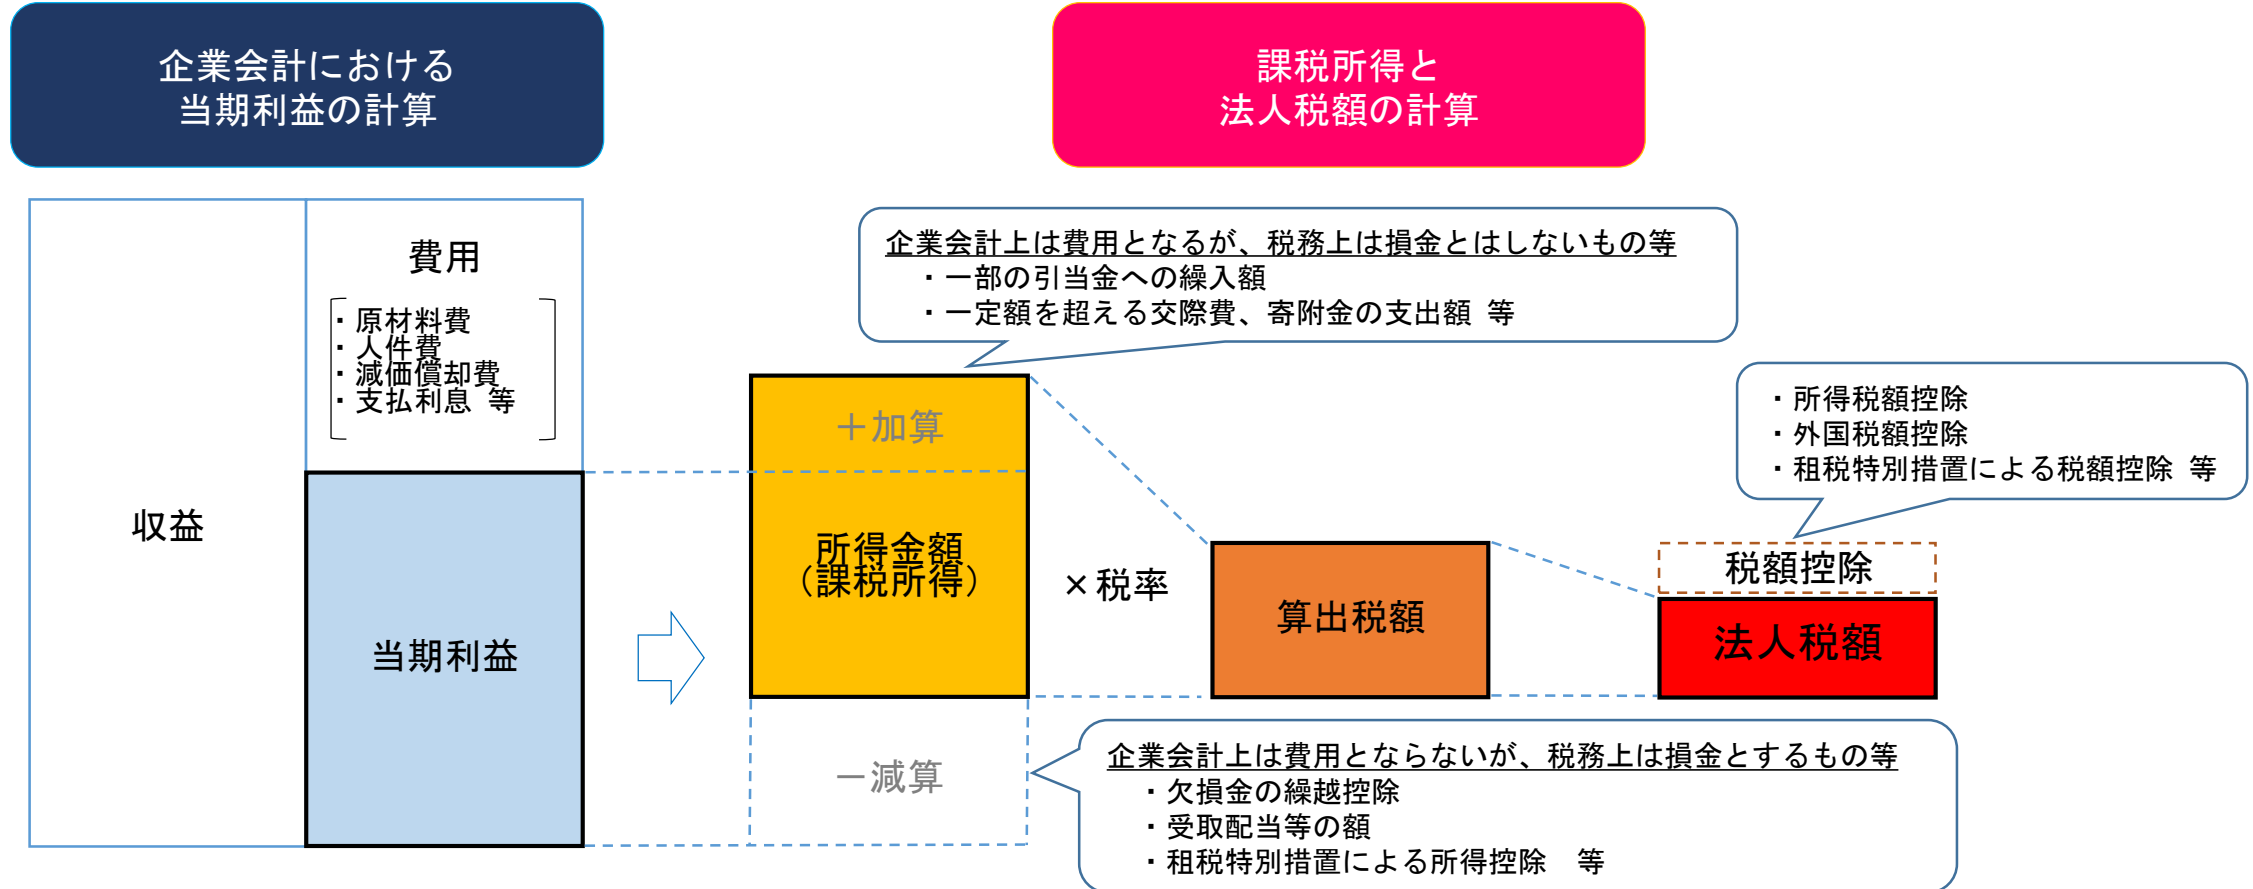 企業会計における
当期利益の計算
課税所得と
法人税額の計算
収益
費用
・原材料費
・人件費
・減価償却費
・支払利息 等
当期利益
企業会計上は費用となるが、税務上は損金とはしないもの等
・一部の引当金への繰入額
・一定額を超える交際費、寄附金の支出額 等
＋加算
所得金額
（課税所得）
－減算
×税率
算出税額
・所得税額控除
・外国税額控除
・租税特別措置による税額控除 等
税額控除
法人税額
企業会計上は費用とならないが、税務上は損金とするもの等
・欠損金の繰越控除
・受取配当等の額
・租税特別措置による所得控除　等